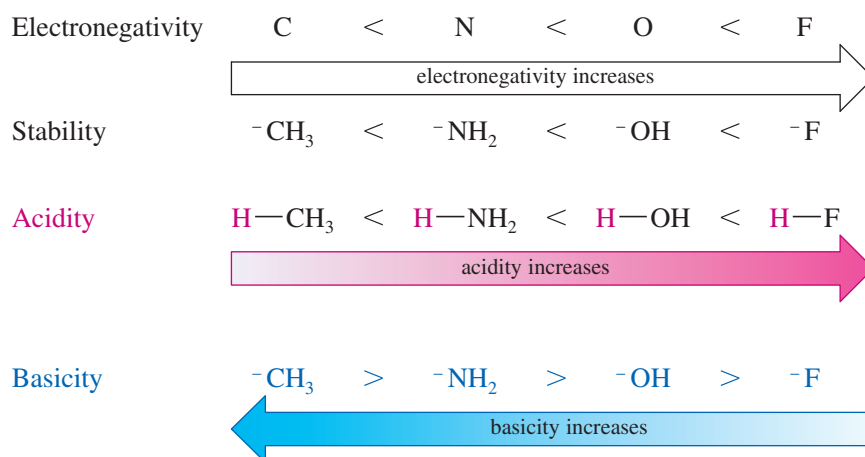 Electronegativity C < N < O < F
electronegativity increases
Stability ⁻CH₃ < ⁻NH₂ < ⁻OH < ⁻F
Acidity H—CH₃ < H—NH₂ < H—OH < H—F
acidity increases
Basicity ⁻CH₃ > ⁻NH₂ > ⁻OH > ⁻F
basicity increases